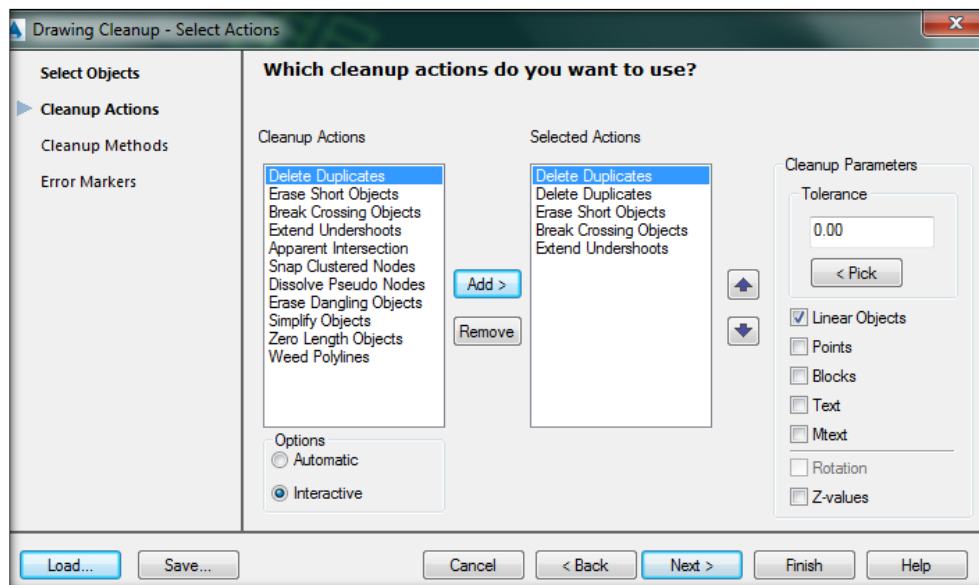 Drawing Cleanup - Select Actions
Select Objects
Cleanup Actions
Cleanup Methods
Error Markers
Which cleanup actions do you want to use?
Cleanup Actions
Delete Duplicates
Erase Short Objects
Break Crossing Objects
Extend Undershoots
Apparent Intersection
Snap Clustered Nodes
Dissolve Pseudo Nodes
Erase Dangling Objects
Simplify Objects
Zero Length Objects
Weed Polylines
Options
Automatic
Interactive
Add >
Remove
Selected Actions
Delete Duplicates
Delete Duplicates
Erase Short Objects
Break Crossing Objects
Extend Undershoots
Cleanup Parameters
Tolerance
0.00
< Pick
Linear Objects
Points
Blocks
Text
Mtext
Rotation
Z-values
Load...
Save...
Cancel
< Back
Next >
Finish
Help